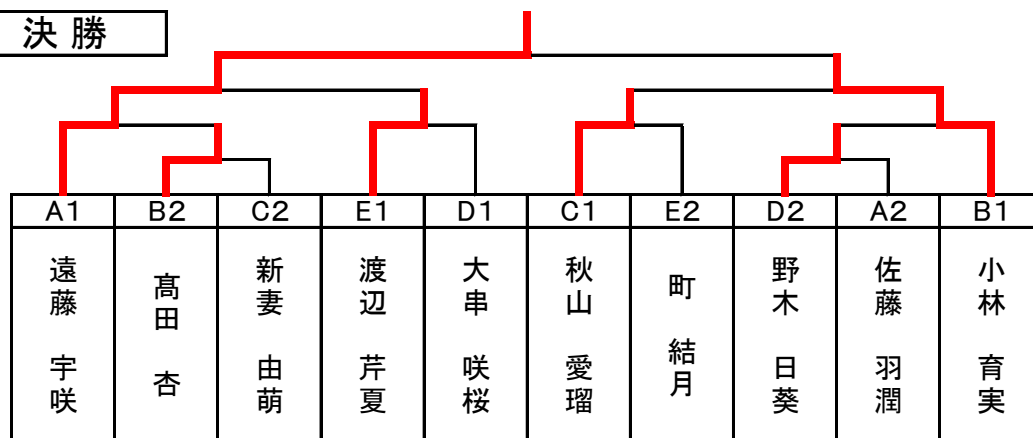 決勝
A1 B2 C2 E1 D1 C1 E2 D2 A2 B1
遠藤 宇咲
髙田 杏
新妻 由萌
渡辺 芹夏
大串 咲桜
秋山 愛瑠
町 結月
野木 日葵
佐藤 羽潤
小林 育実